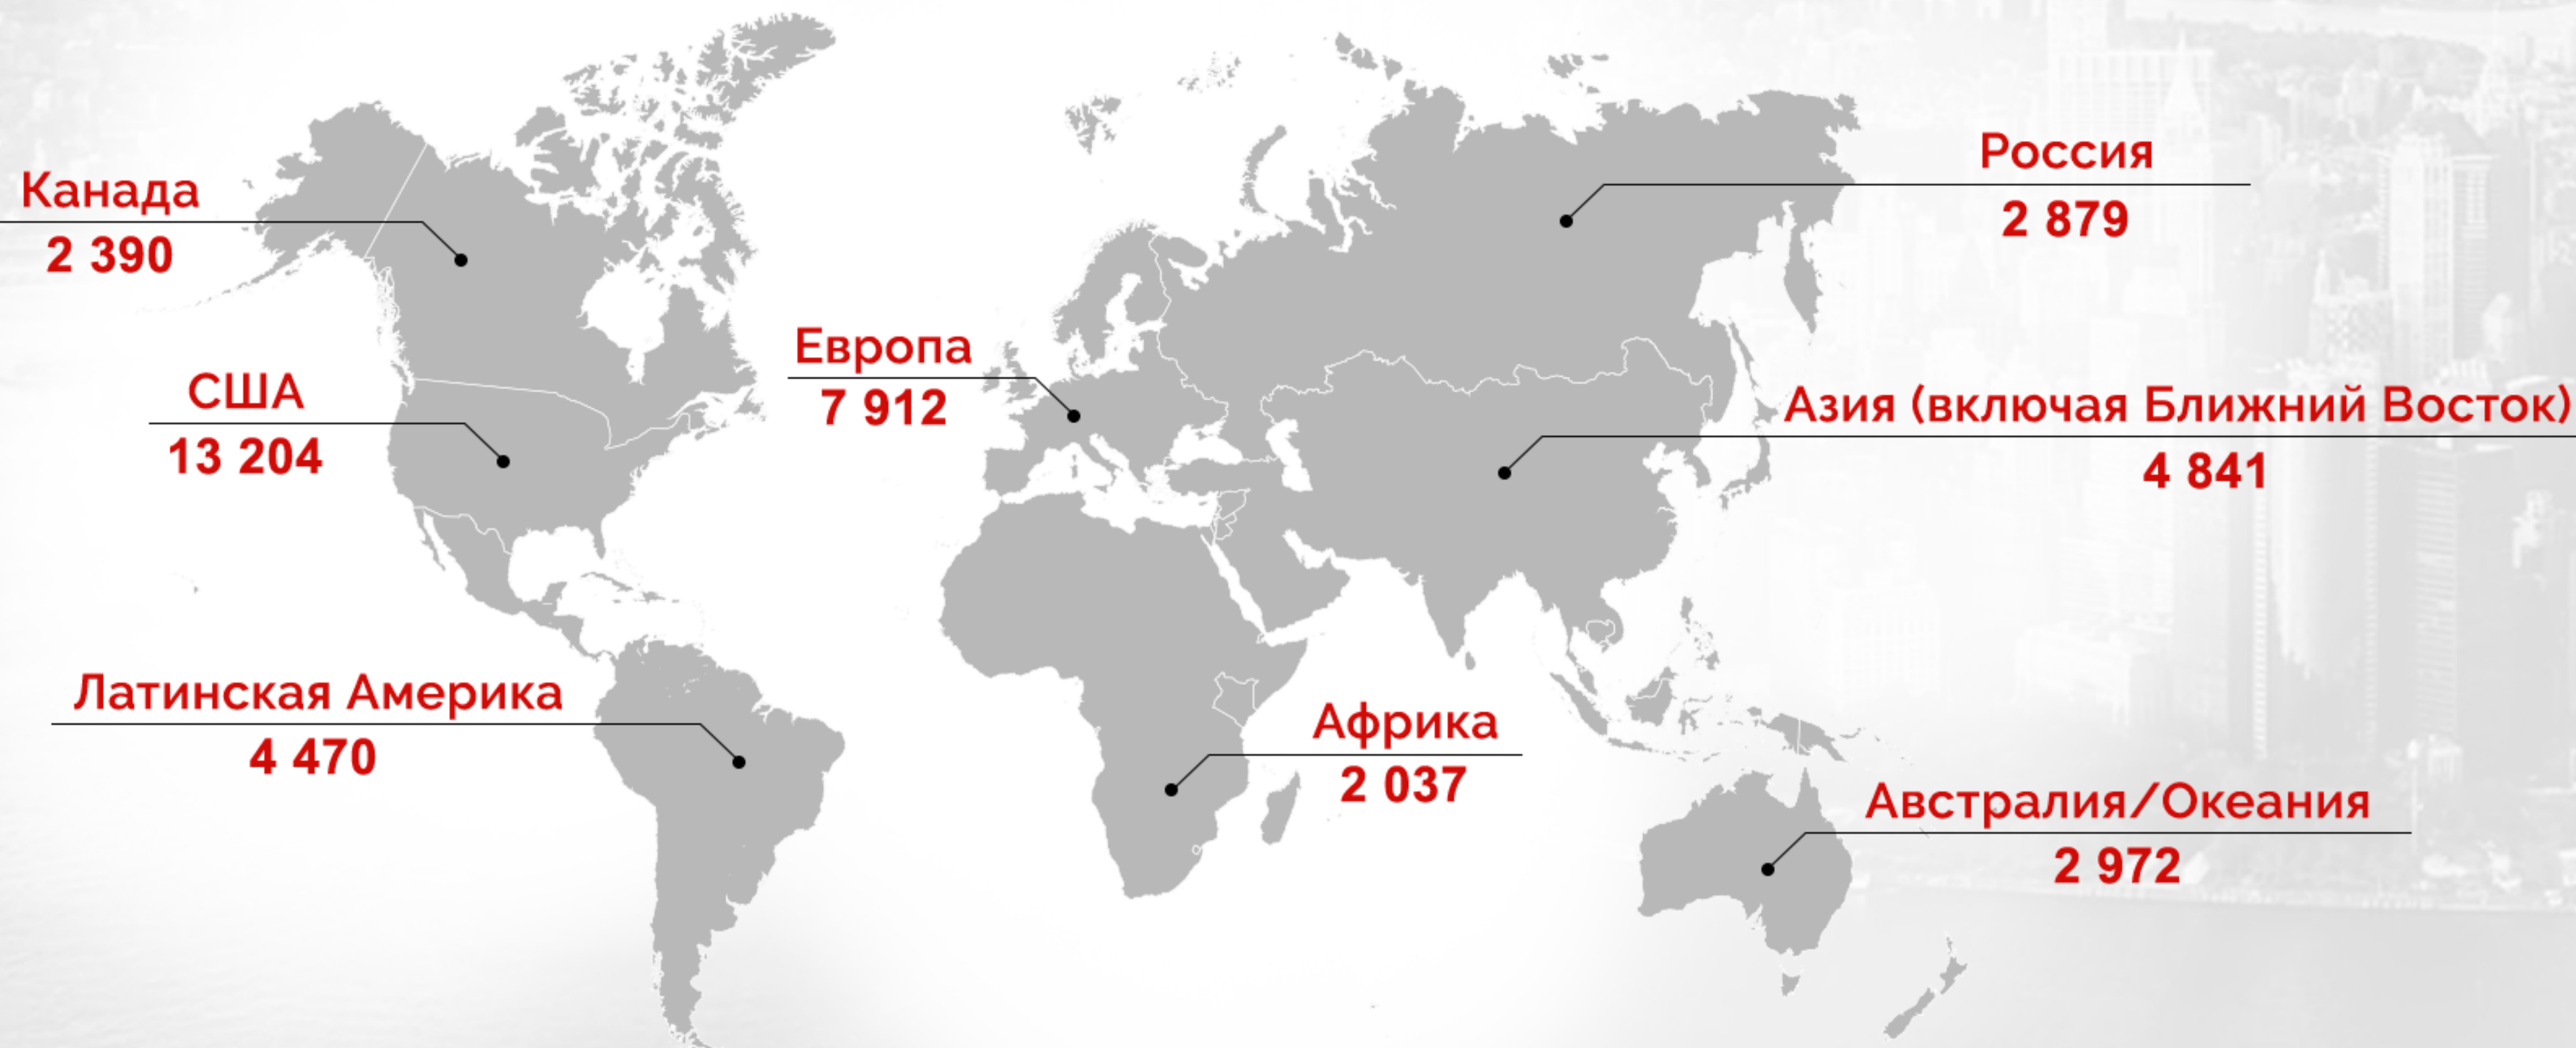 Россия
2 879
Канада
2 390
Европа
7 912
США
13 204
Азия (включая Ближний Восток)
4 841
Латинская Америка
4 470
Африка
2 037
Австралия/Океания
2 972